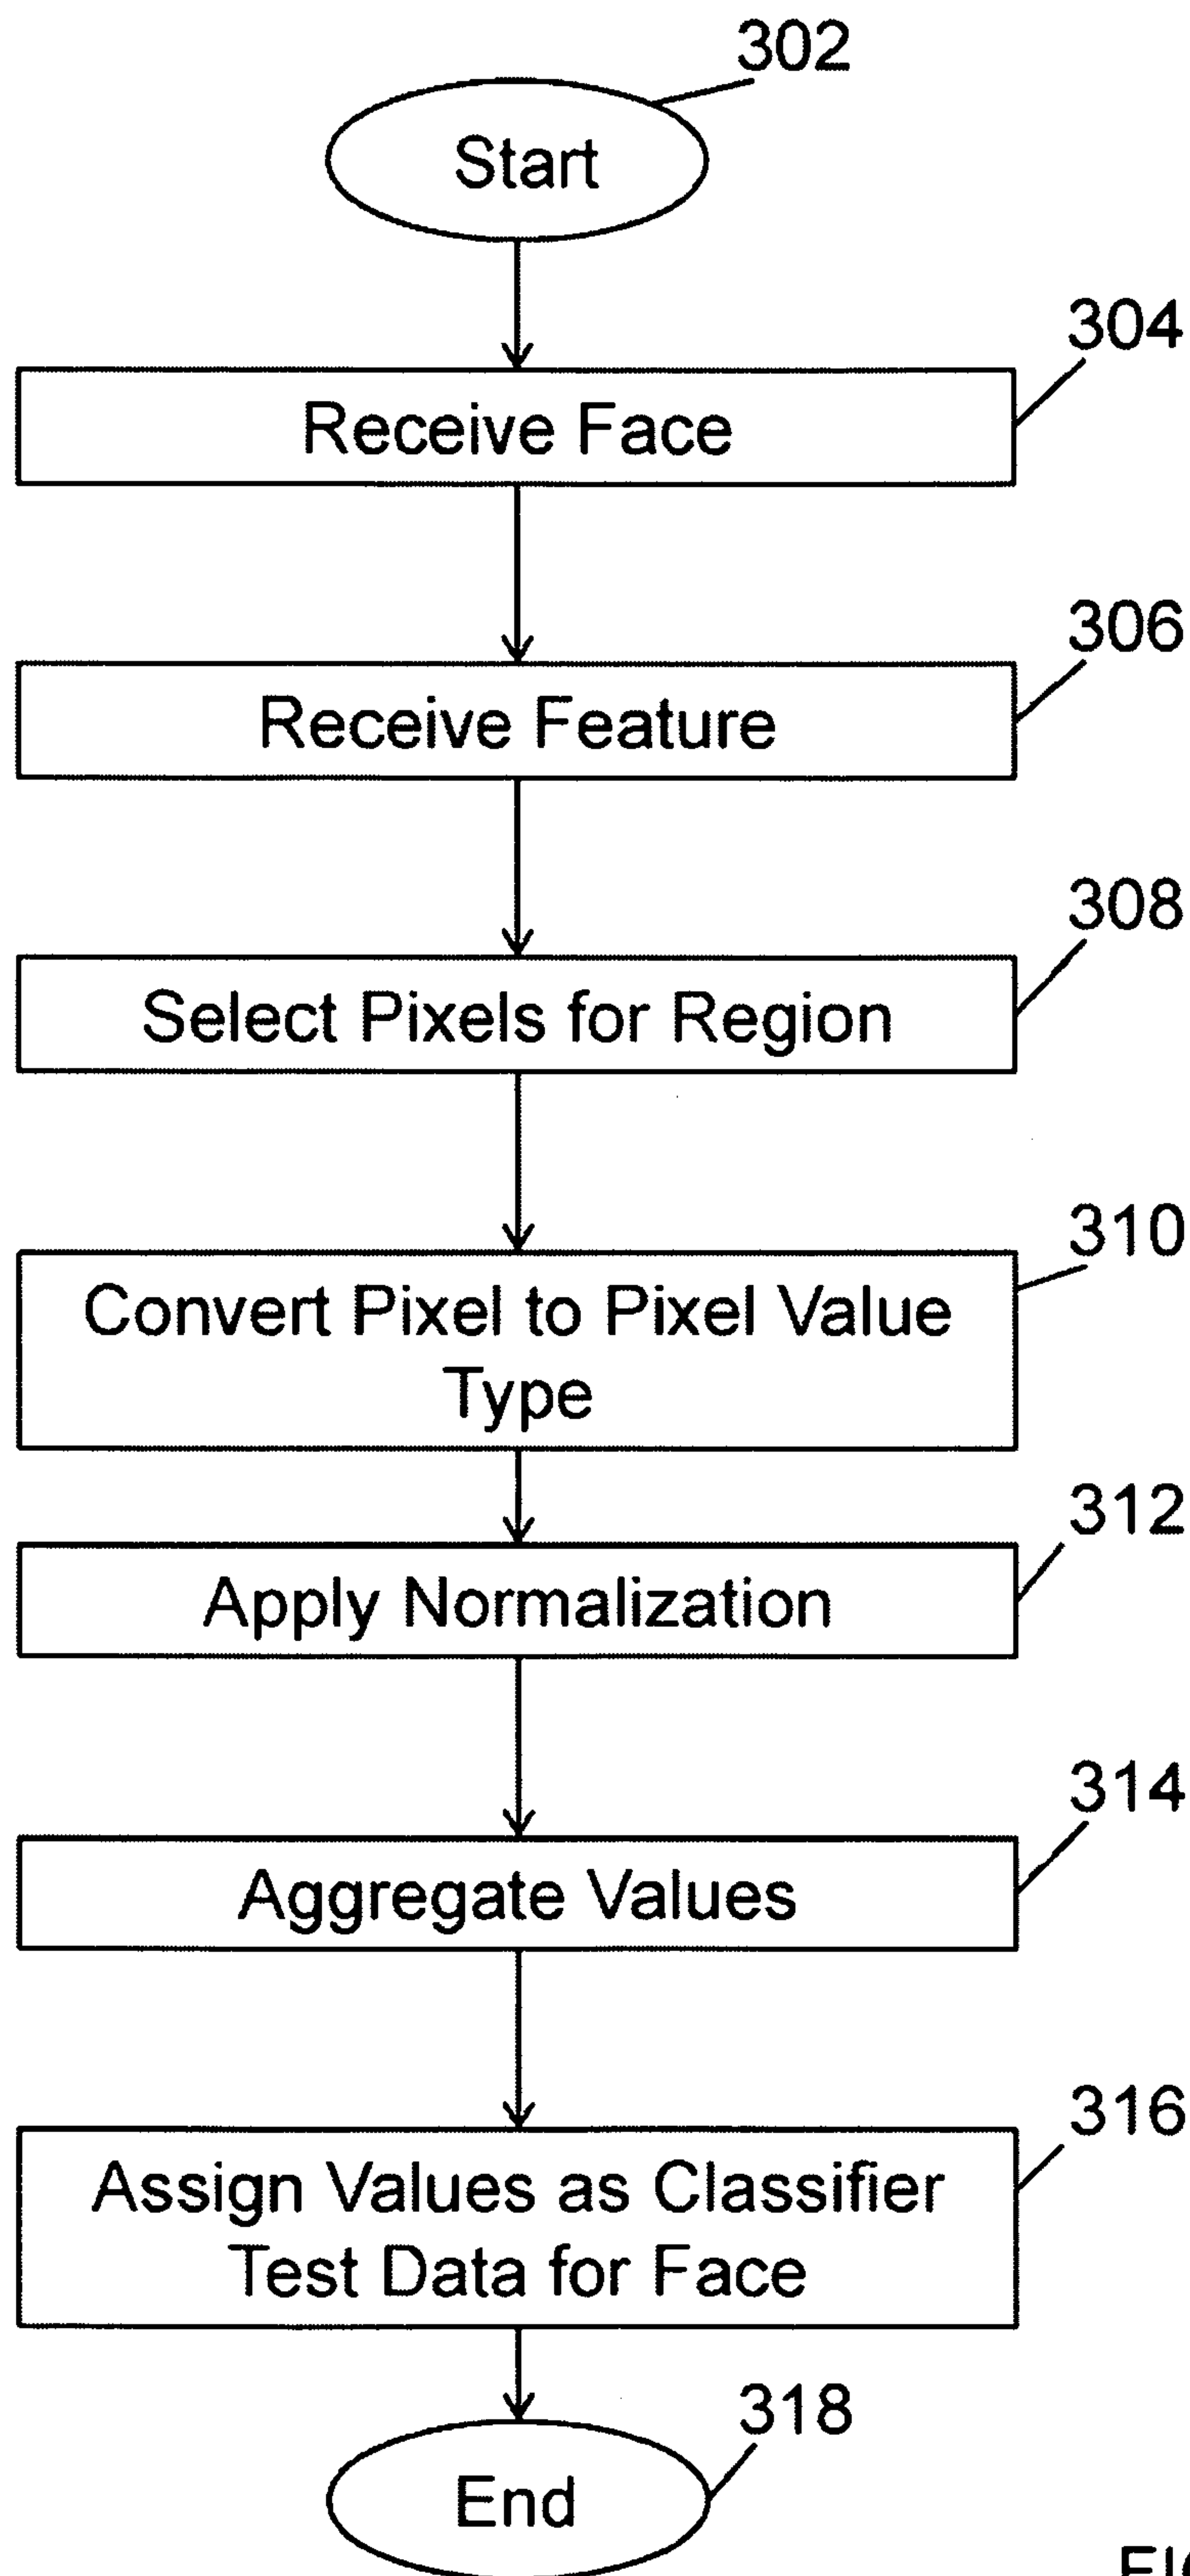 302
Start
304
Receive Face
306
Receive Feature
308
Select Pixels for Region
310
Convert Pixel to Pixel Value
Type
312
Apply Normalization
314
Aggregate Values
316
Assign Values as Classifier
Test Data for Face
318
End